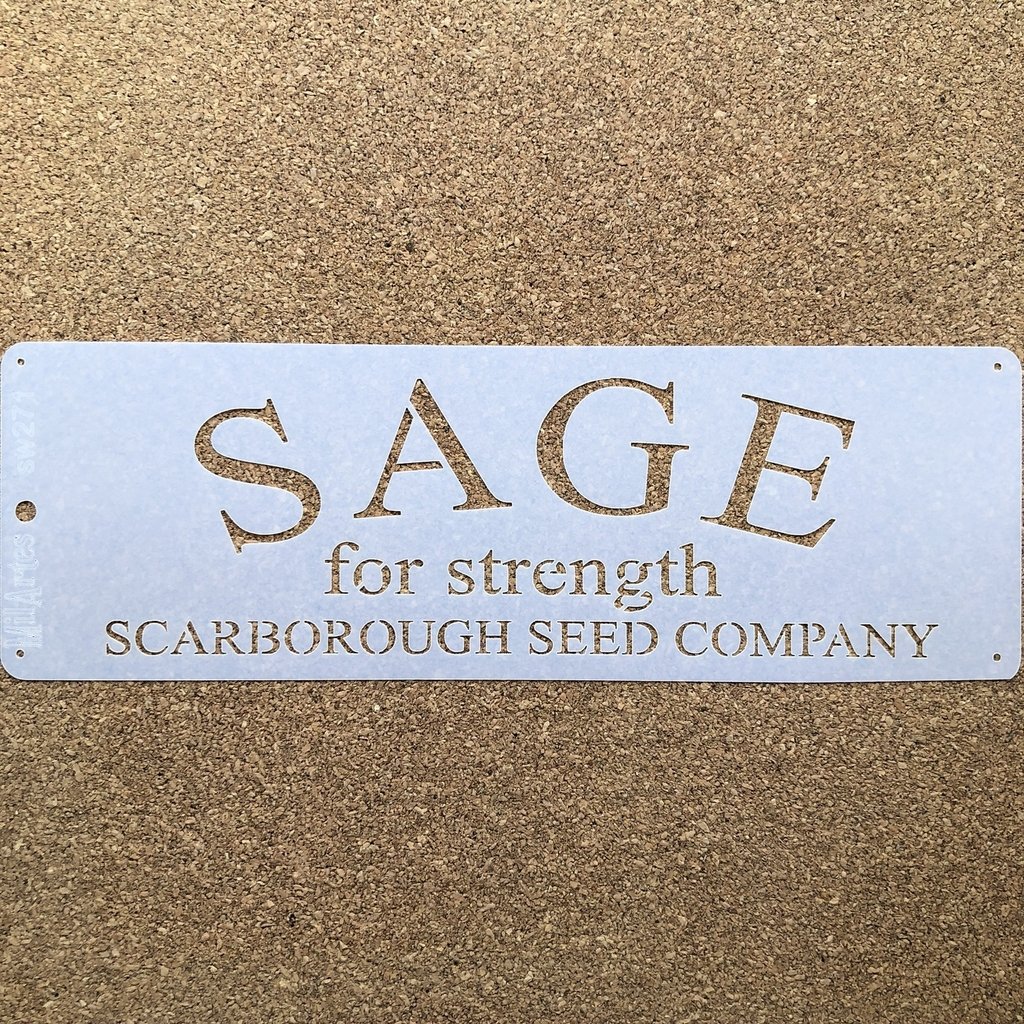 SAGE
for strength
SCARBOROUGH SEED COMPANY